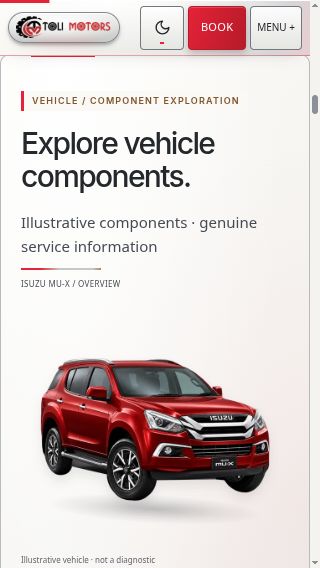 TOLI MOTORS
BOOK
MENU +
VEHICLE / COMPONENT EXPLORATION
Explore vehicle
components.
Illustrative components · genuine
service information
ISUZU MU-X / OVERVIEW
ISUZU
mu-x
Illustrative vehicle · not a diagnostic